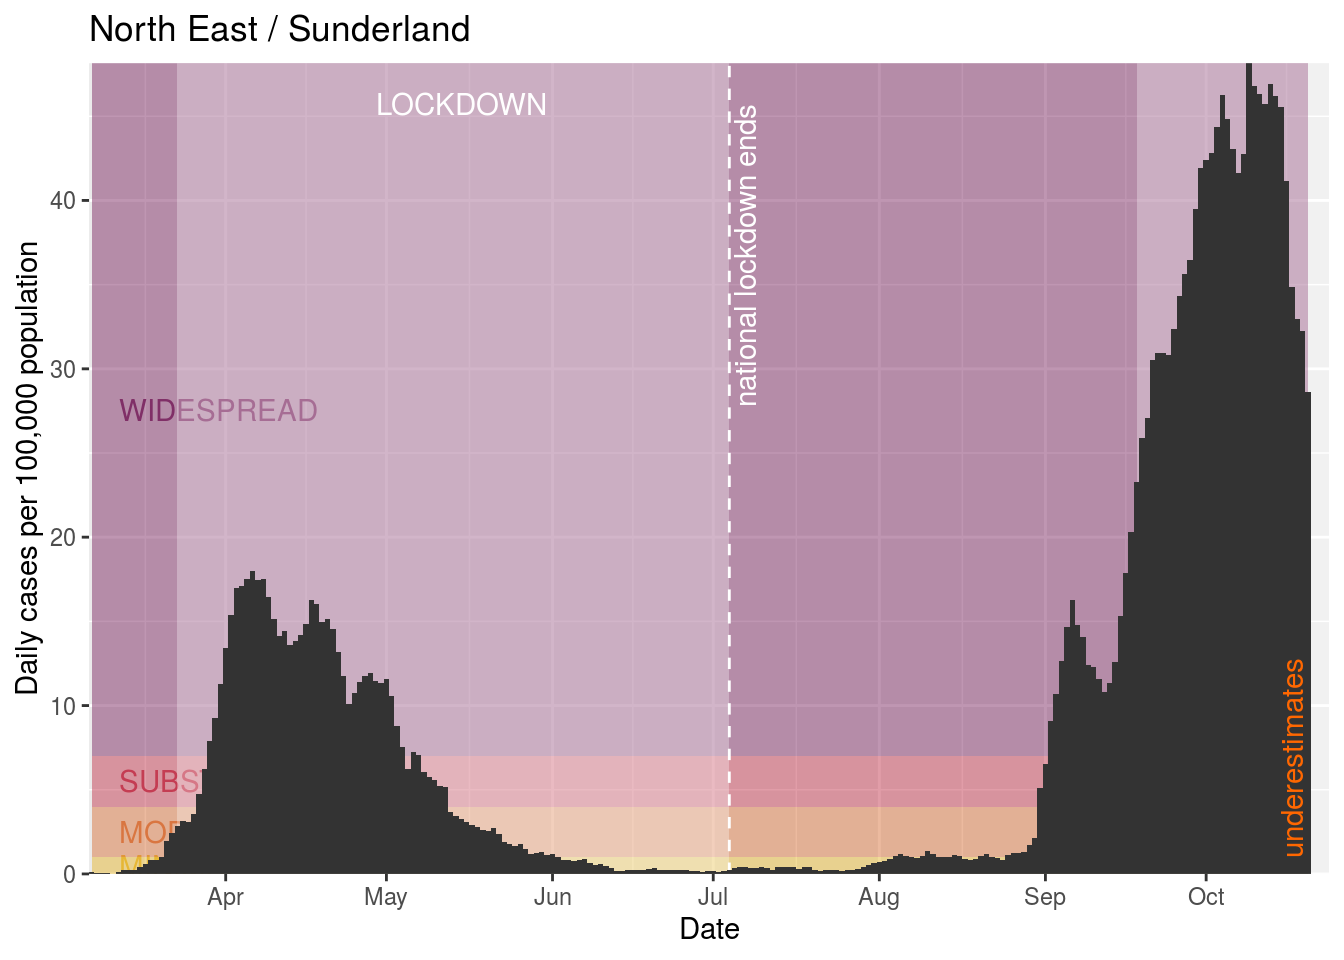 North East / Sunderland
LOCKDOWN
national lockdown ends
WIDESPREAD
underestimates
Daily cases per 100,000 population
40
30
20
10
0
Apr May Jun Jul Aug Sep Oct
Date